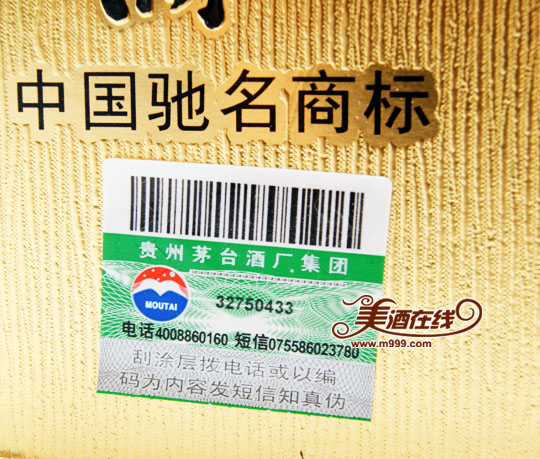 中国驰名商标
贵州茅台酒厂集团
MOUTAI
32750433
电话4008860160 短信075586023780
刮涂层拨电话或以编
码为内容发短信知真伪
美酒在线
www.m999.com